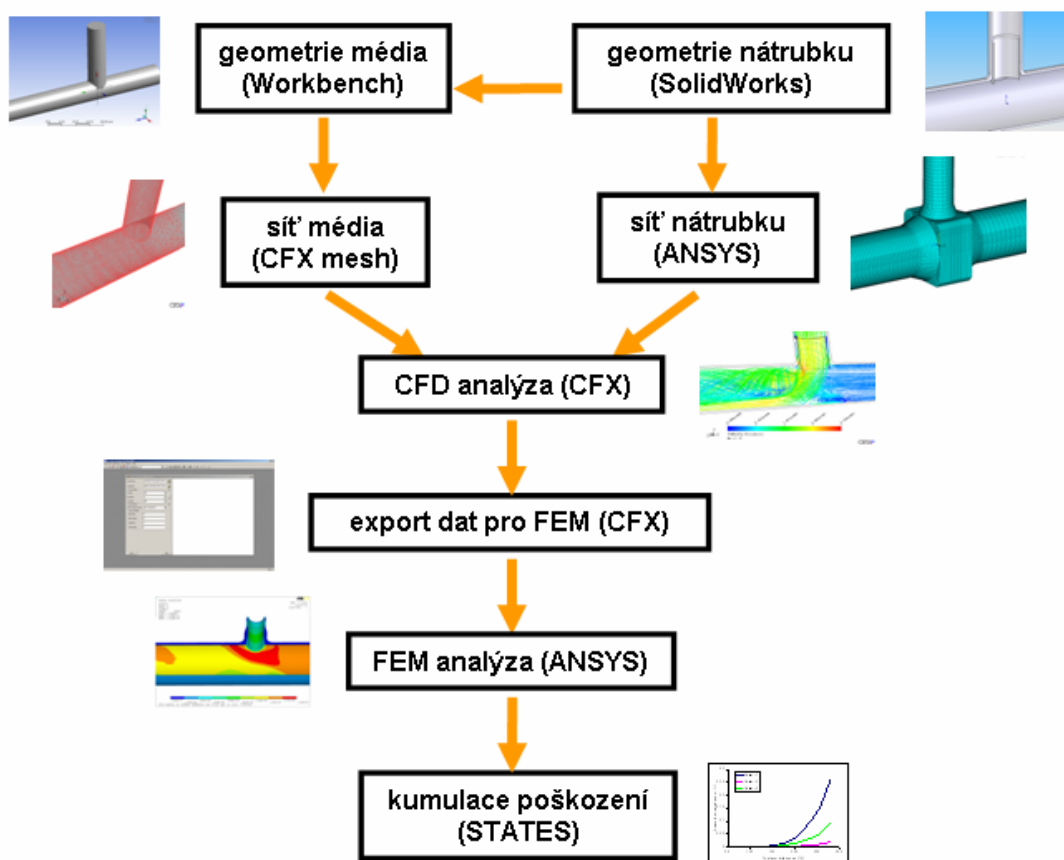 geometrie média
(Workbench)
geometrie nátrubku
(SolidWorks)
síť média
(CFX mesh)
síť nátrubku
(ANSYS)
CFD analýza (CFX)
export dat pro FEM (CFX)
FEM analýza (ANSYS)
kumulace poškození
(STATES)